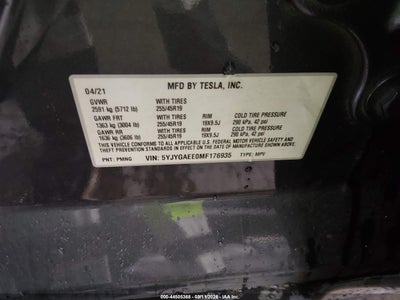 MFD BY TESLA, INC.
04/21
GVWR WITH TIRES
2591 kg (5712 lb) 255/45R19
GAWR FRT WITH TIRES RIM COLD TIRE PRESSURE
1363 kg (3004 lb) 255/45R19 19X9.5J 290 kPa, 42 psi
GAWR RR WITH TIRES RIM COLD TIRE PRESSURE
1636 kg (3606 lb) 255/45R19 19X9.5J 290 kPa, 42 psi
THIS VEHICLE CONFORMS TO ALL APPLICABLE U.S. FEDERAL MOTOR VEHICLE
SAFETY AND THEFT PREVENTION STANDARDS IN EFFECT ON THE DATE OF MANUFACTURE
PNT: PMNG VIN: 5YJYGAEE0MF176935 TYPE: MPV